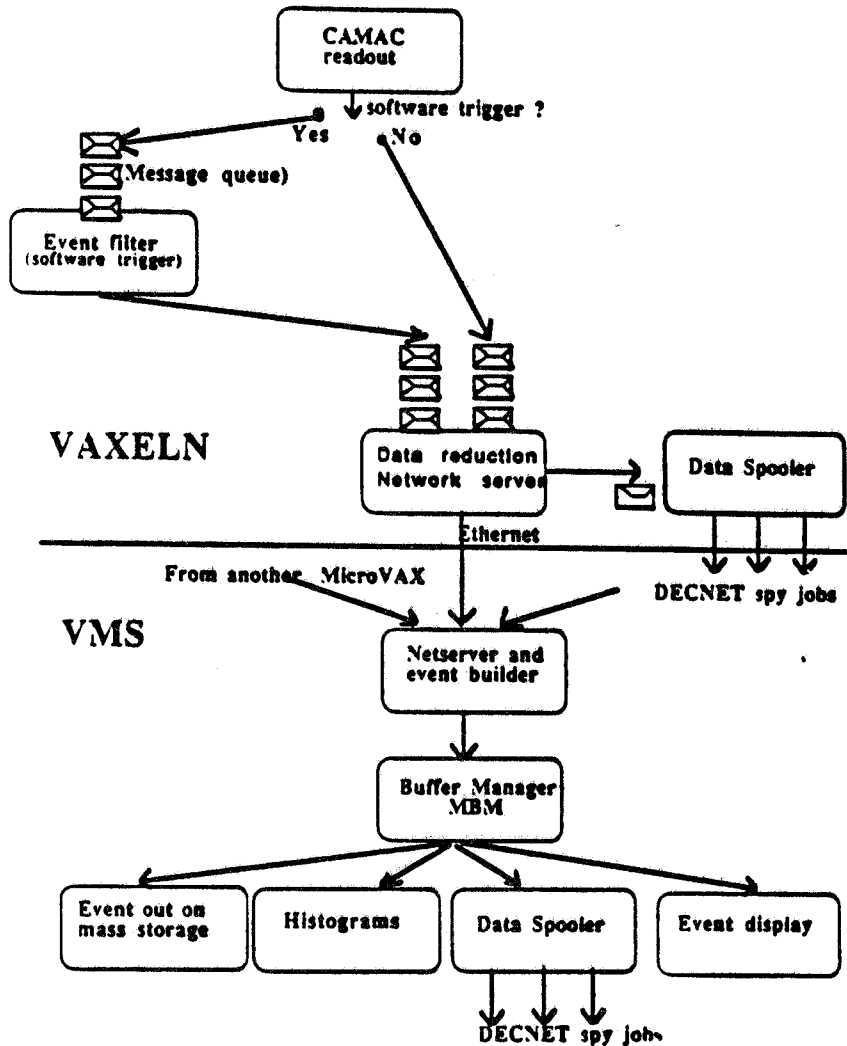 CAMAC
readout
software trigger ?
Yes
No
(Message queue)
Event filter
(software trigger)
VAXELN
Data reduction
Network server
Data Spooler
Ethernet
From another MicroVAX
DECNET spy jobs
VMS
Netserver and
event builder
Buffer Manager
MBM
Event out on
mass storage
Histograms
Data Spooler
Event display
DECNET spy jobs